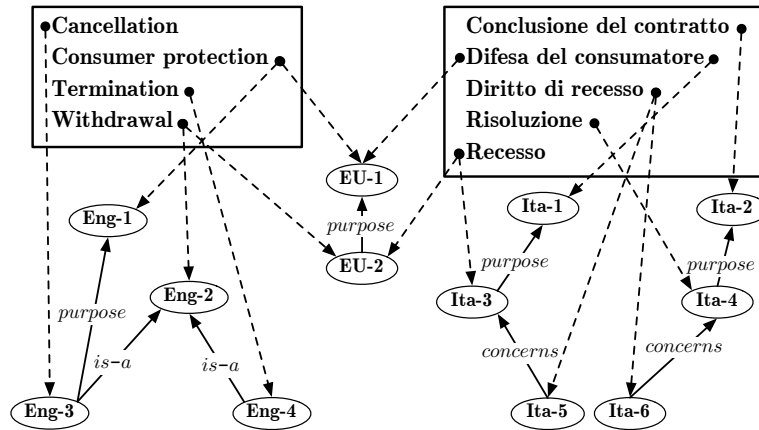 Cancellation
Consumer protection
Termination
Withdrawal
Conclusione del contratto
Difesa del consumatore
Diritto di recesso
Risoluzione
Recesso
EU-1
Eng-1
purpose
Ita-1
Ita-2
EU-2
purpose
purpose
Eng-2
Ita-3
Ita-4
purpose
is-a
is-a
concerns
concerns
Eng-3
Eng-4
Ita-5
Ita-6